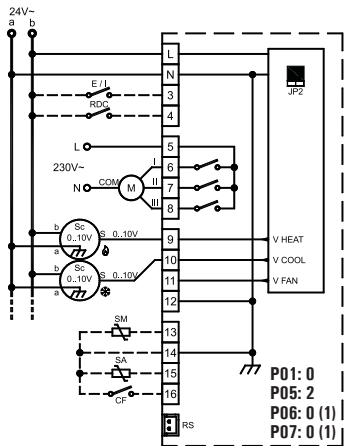 24V~
a b
L
N
JP2
E / I
3
RDC
4
L
5
230V~
I
6
COM
M
II
7
N
III
8
b
Sc
0..10V
S 0..10V
9
V HEAT
a
b
Sc
0..10V
S 0..10V
10
V COOL
a
11
V FAN
12
SM
13
14
SA
15
CF
16
RS
P01: 0
P05: 2
P06: 0 (1)
P07: 0 (1)